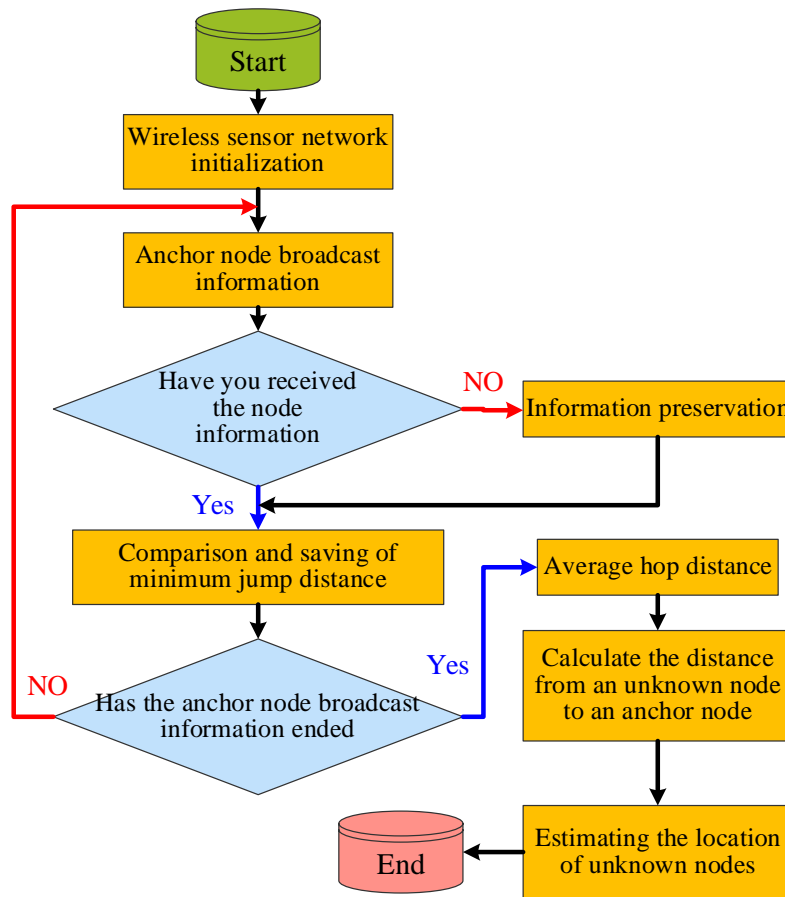 Start
Wireless sensor network
initialization
Anchor node broadcast
information
Have you received
the node
information
NO
Information preservation
Yes
Comparison and saving of
minimum jump distance
Average hop distance
Yes
Calculate the distance
from an unknown node
to an anchor node
NO
Has the anchor node broadcast
information ended
Estimating the location
of unknown nodes
End